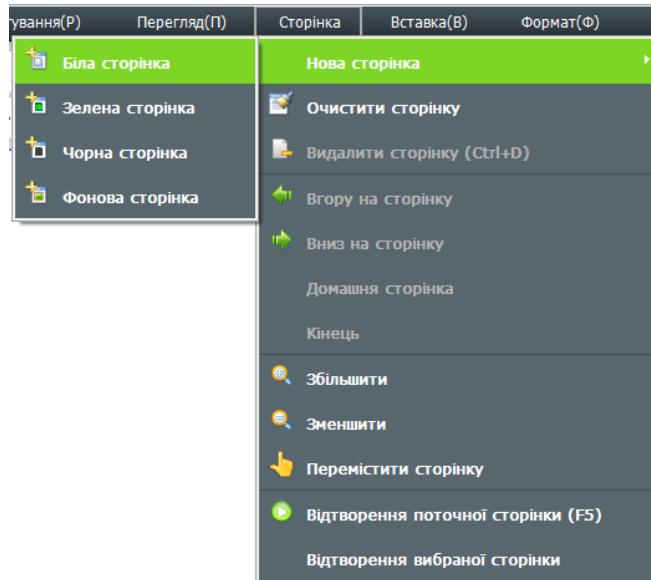 ування(Р) Перегляд(П) Сторінка Вставка(В) Формат(Ф)
Біла сторінка
Зелена сторінка
Чорна сторінка
Фонова сторінка
Нова сторінка
Очистити сторінку
Видалити сторінку (Ctrl+D)
Вгору на сторінку
Вниз на сторінку
Домашня сторінка
Кінець
Збільшити
Зменшити
Перемістити сторінку
Відтворення поточної сторінки (F5)
Відтворення вибраної сторінки